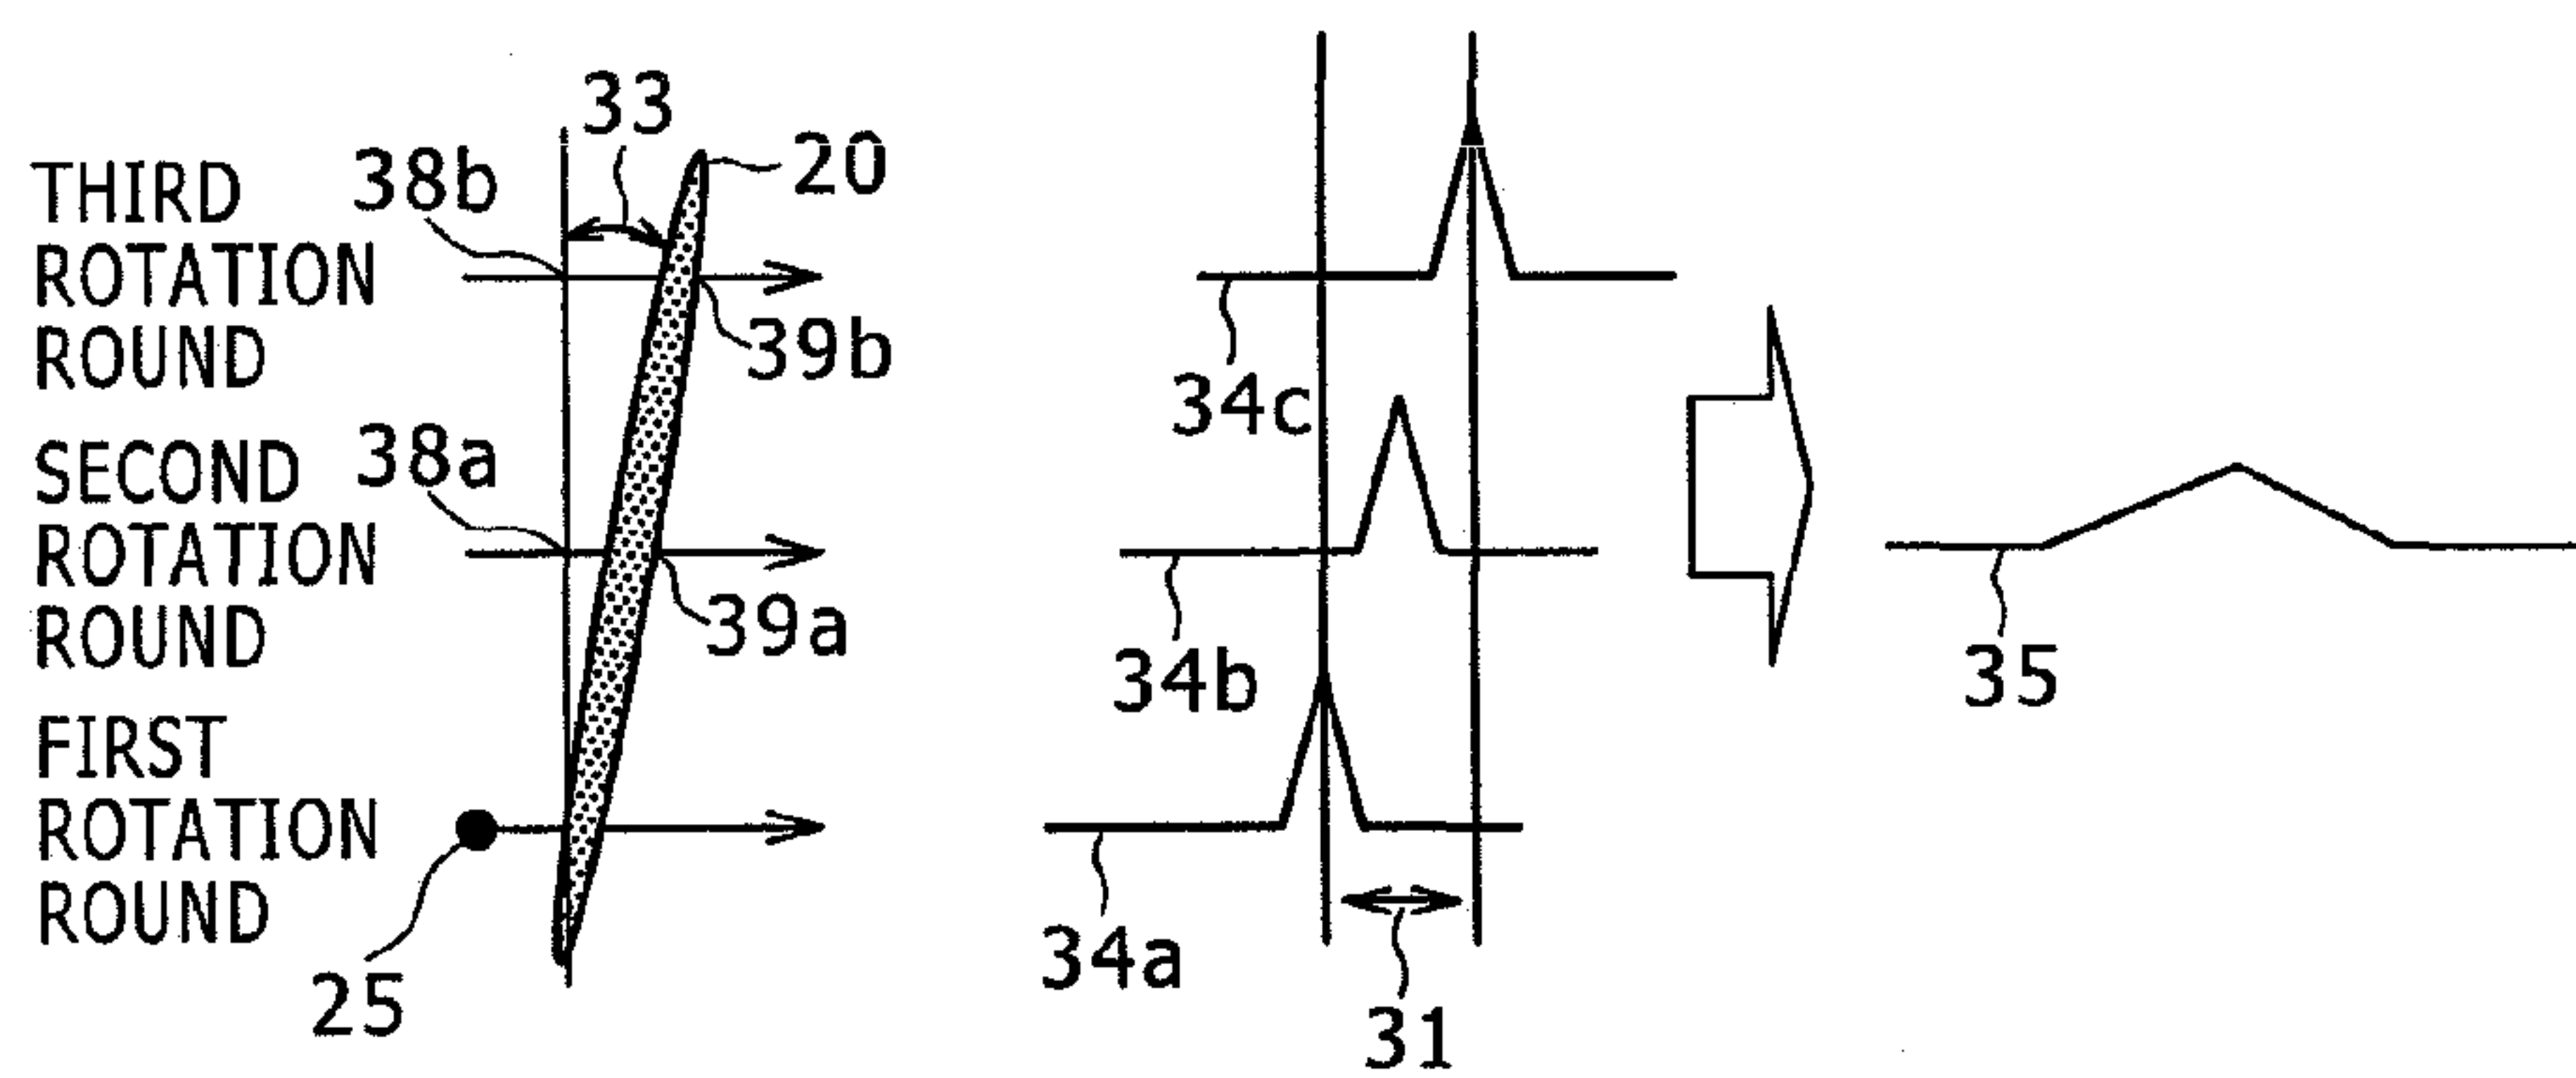 33
20
THIRD
ROTATION
ROUND
38b
39b
SECOND
ROTATION
ROUND
38a
39a
FIRST
ROTATION
ROUND
25
34c
34b
34a
31
35